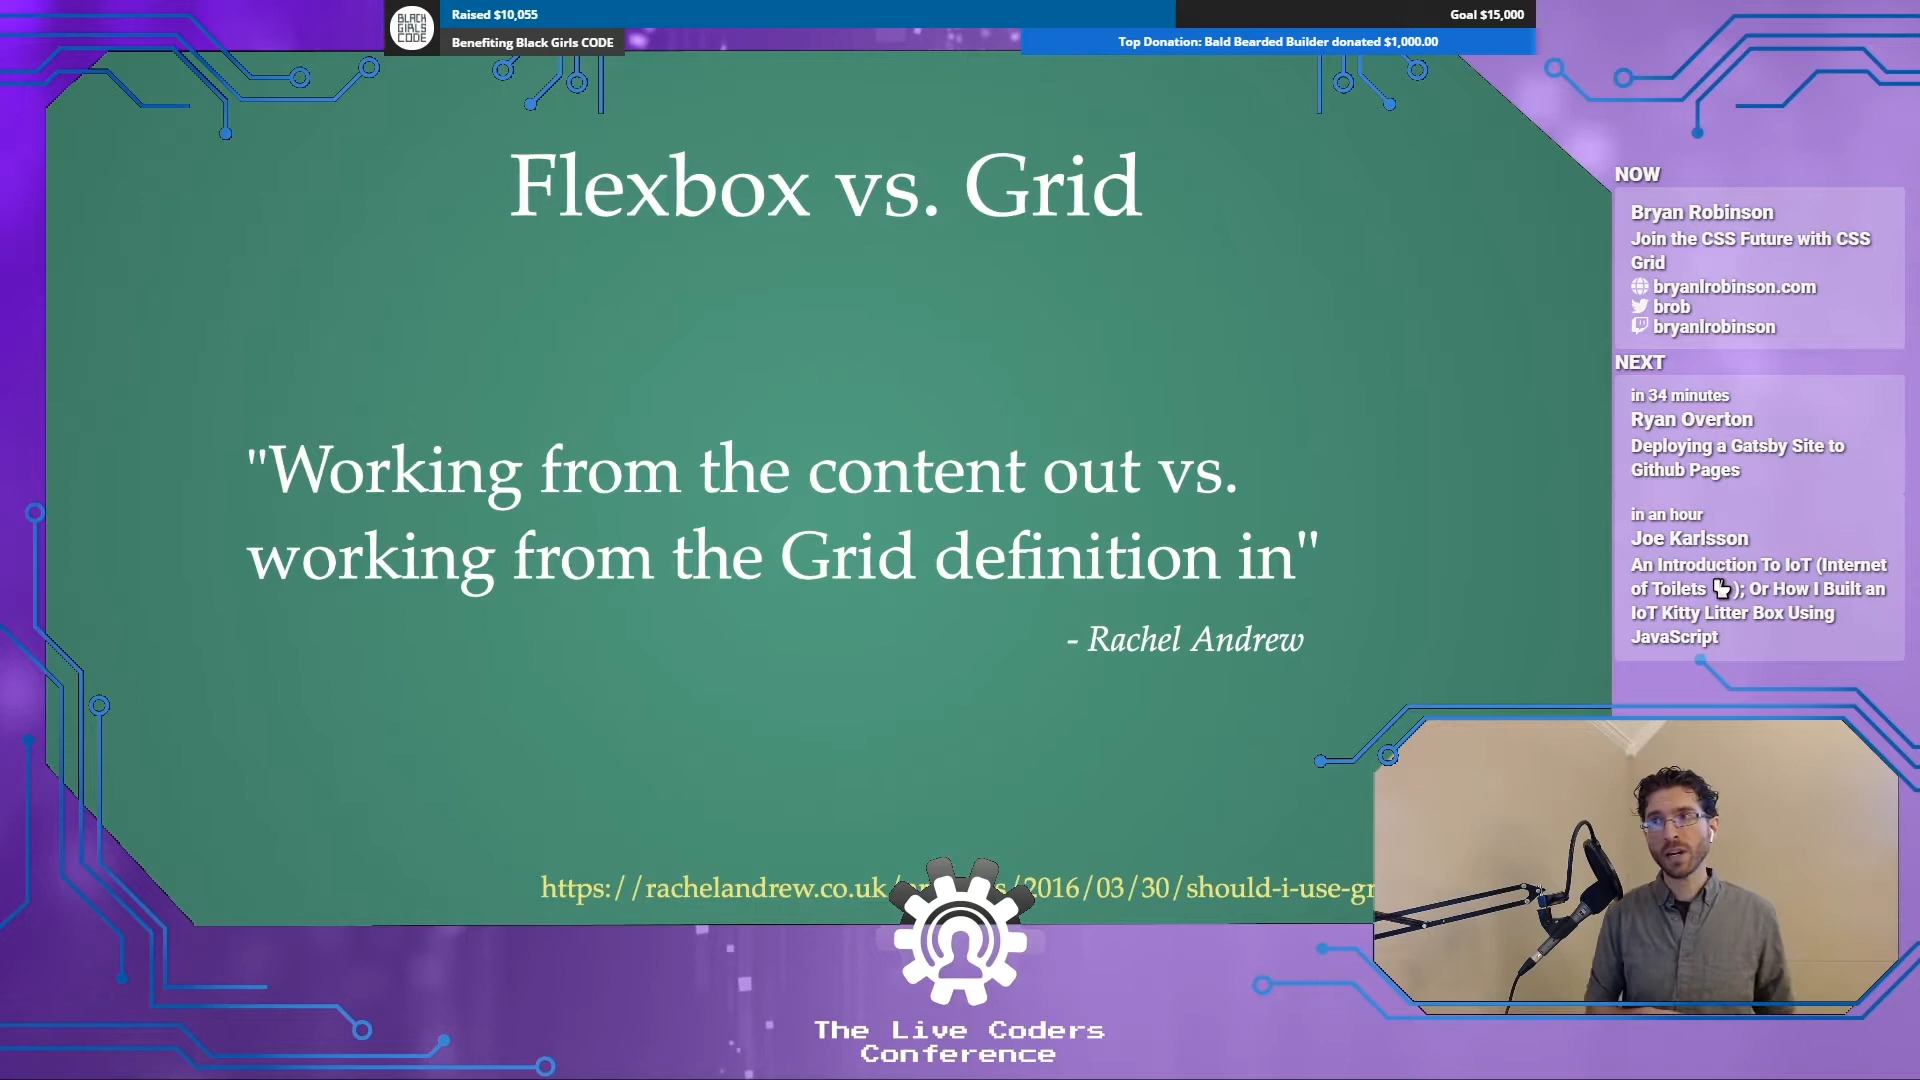 BLACK
GIRLS
CODE
Raised $10,055
Goal $15,000
Benefiting Black Girls CODE
Top Donation: Bald Bearded Builder donated $1,000.00
Flexbox vs. Grid
"Working from the content out vs.
working from the Grid definition in"
- Rachel Andrew
https://rachelandrew.co.uk/ /2016/03/30/should-i-use-gr
NOW
Bryan Robinson
Join the CSS Future with CSS
Grid
bryanlrobinson.com
brob
bryanlrobinson
NEXT
in 34 minutes
Ryan Overton
Deploying a Gatsby Site to
Github Pages
in an hour
Joe Karlsson
An Introduction To IoT (Internet
of Toilets 🚽); Or How I Built an
IoT Kitty Litter Box Using
JavaScript
The Live Coders
Conference